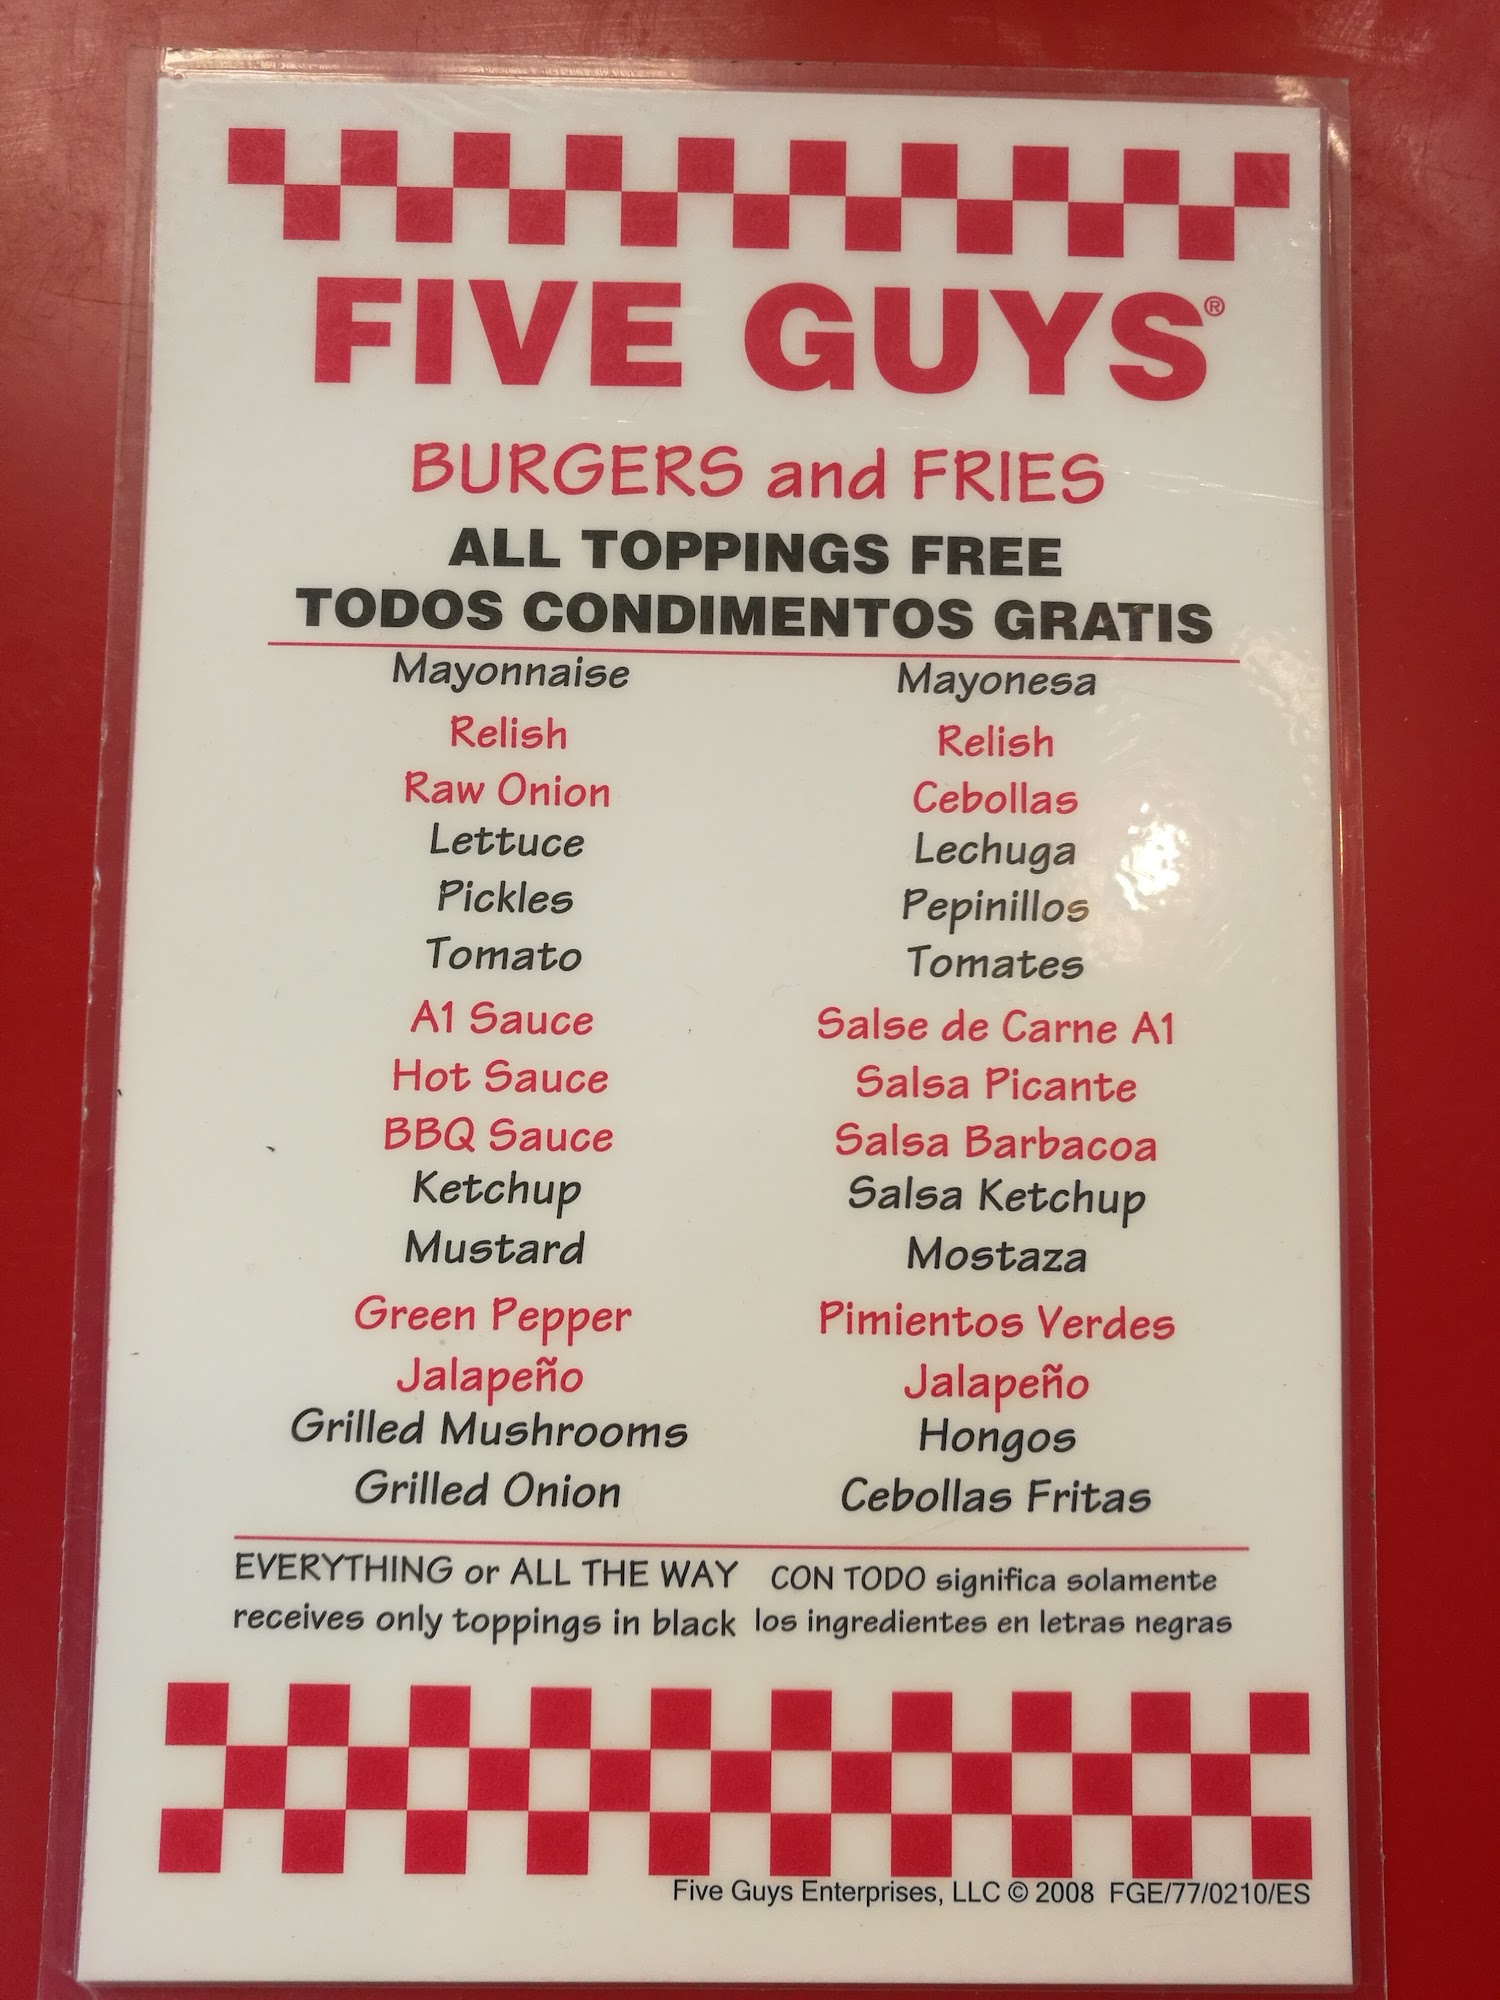 FIVE GUYS®
BURGERS and FRIES
ALL TOPPINGS FREE
TODOS CONDIMENTOS GRATIS
Mayonnaise Mayonesa
Relish Relish
Raw Onion Cebollas
Lettuce Lechuga
Pickles Pepinillos
Tomato Tomates
A1 Sauce Salse de Carne A1
Hot Sauce Salsa Picante
BBQ Sauce Salsa Barbacoa
Ketchup Salsa Ketchup
Mustard Mostaza
Green Pepper Pimientos Verdes
Jalapeño Jalapeño
Grilled Mushrooms Hongos
Grilled Onion Cebollas Fritas
EVERYTHING or ALL THE WAY
receives only toppings in black
CON TODO significa solamente
los ingredientes en letras negras
Five Guys Enterprises, LLC © 2008 FGE/77/0210/ES